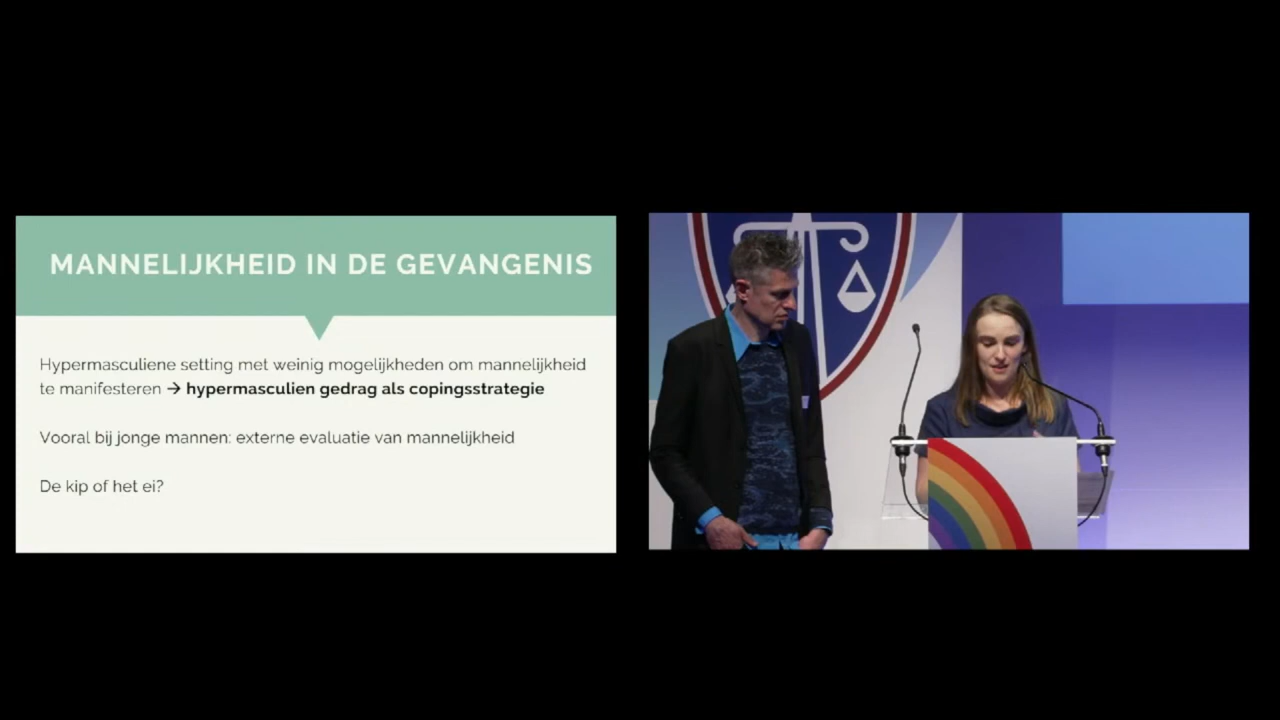 MANNELIJKHEID IN DE GEVANGENIS
Hypermasculiene setting met weinig mogelijkheden om mannelijkheid
te manifesteren → hypermasculien gedrag als copingsstrategie
Vooral bij jonge mannen: externe evaluatie van mannelijkheid
De kip of het ei?